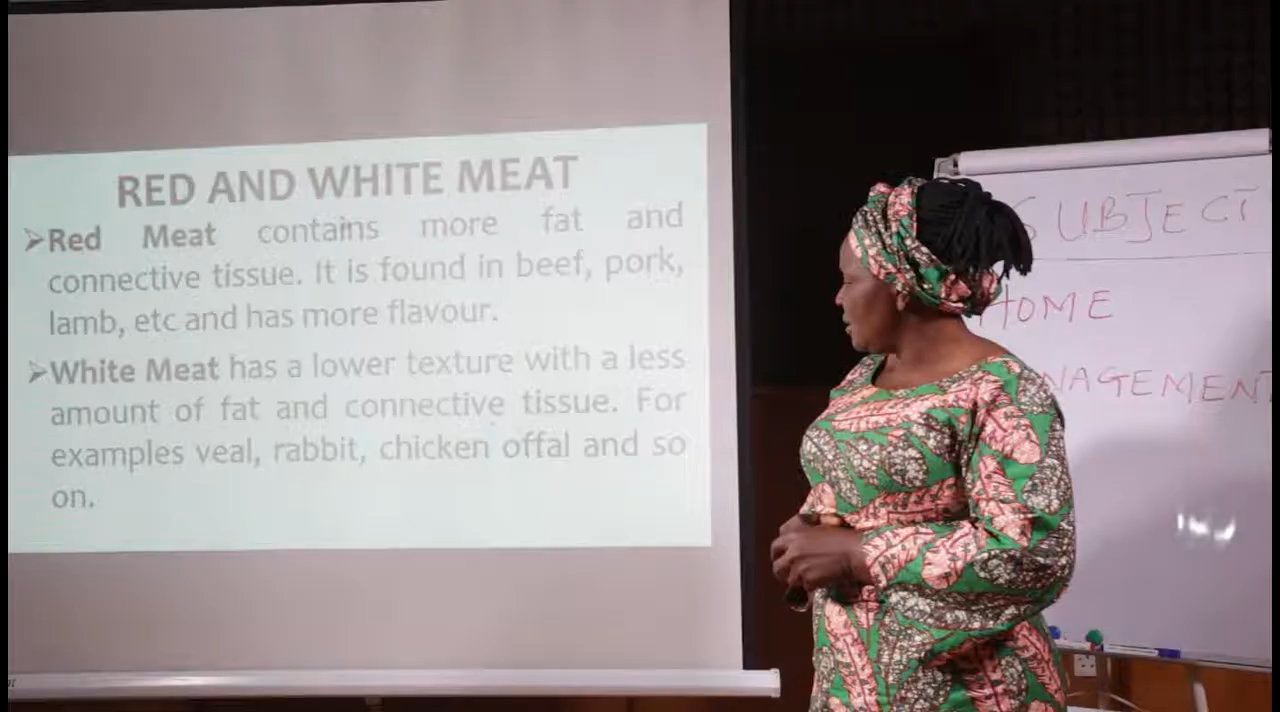 RED AND WHITE MEAT
➢Red Meat contains more fat and
connective tissue. It is found in beef, pork,
lamb, etc and has more flavour.
➢White Meat has a lower texture with a less
amount of fat and connective tissue. For
examples veal, rabbit, chicken offal and so
on.
SUBJECT
HOME
NAGEMENT